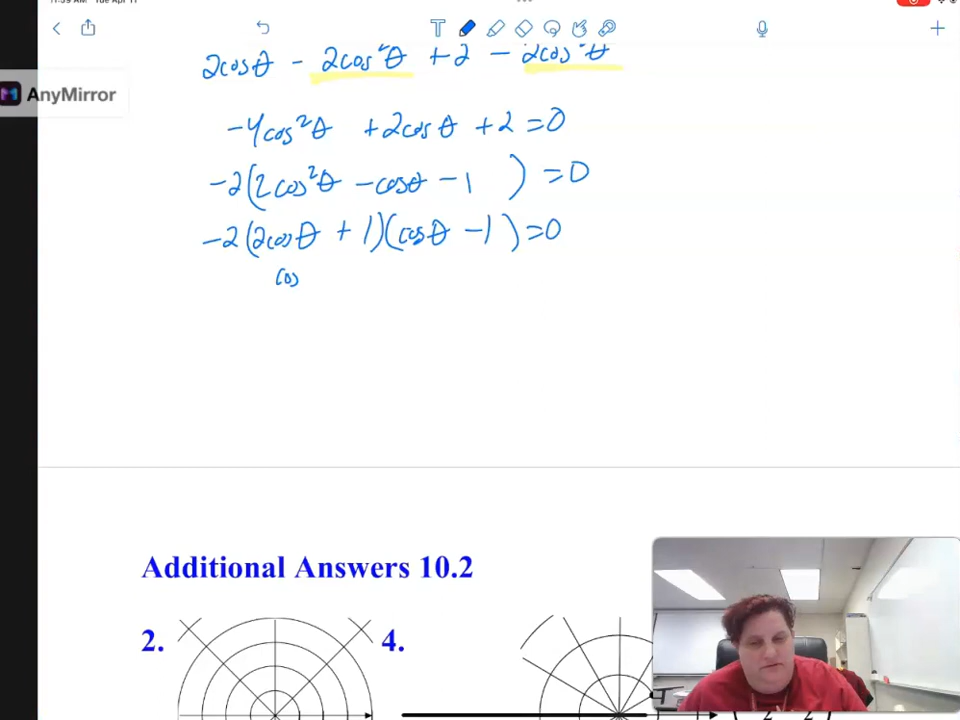 AnyMirror
2cosθ - 2cos²θ + 2 - 2cos²θ
-4cos²θ + 2cosθ + 2 = 0
-2(2cos²θ - cosθ - 1 ) = 0
-2(2cosθ + 1)(cosθ - 1) = 0
cos
Additional Answers 10.2
2.
4.